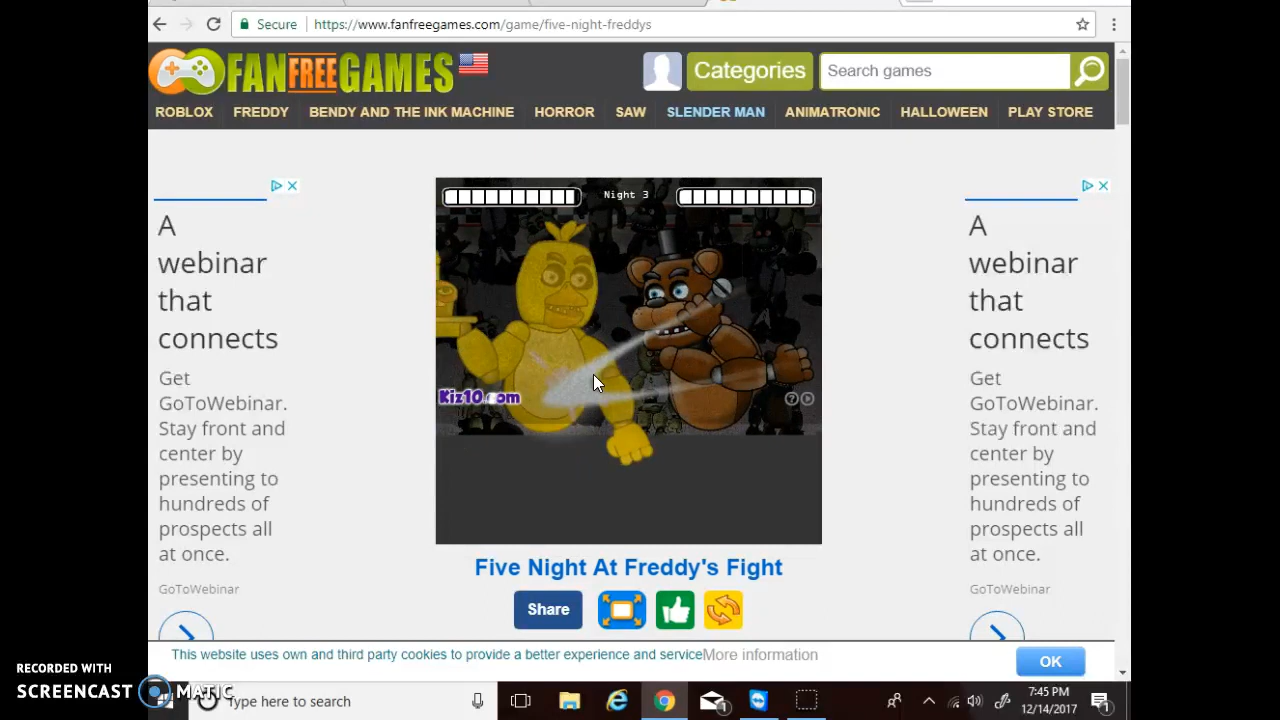 Secure https://www.fanfreegames.com/game/five-night-freddys
FANFREEGAMES
Categories
Search games
ROBLOX FREDDY BENDY AND THE INK MACHINE HORROR SAW SLENDER MAN ANIMATRONIC HALLOWEEN PLAY STORE
Night 3
Kiz10.com
A
webinar
that
connects
Get
GoToWebinar.
Stay front and
center by
presenting to
hundreds of
prospects all
at once.
GoToWebinar
A
webinar
that
connects
Get
GoToWebinar.
Stay front and
center by
presenting to
hundreds of
prospects all
at once.
GoToWebinar
Five Night At Freddy's Fight
Share
This website uses own and third party cookies to provide a better experience and serviceMore information
OK
RECORDED WITH
SCREENCAST MATIC
Type here to search
1
7:45 PM
12/14/2017
1